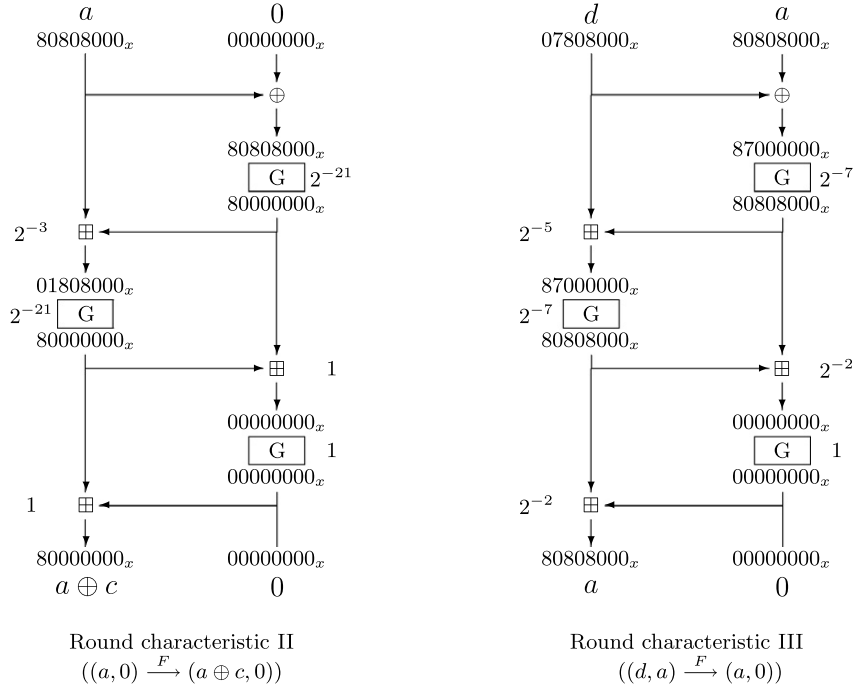 a 0 d a
80808000ₓ 00000000ₓ 07808000ₓ 80808000ₓ
⊕ ⊕
80808000ₓ 87000000ₓ
G 2⁻²¹ G 2⁻⁷
80000000ₓ 80808000ₓ
2⁻³ ⊞ 2⁻⁵ ⊞
01808000ₓ 87000000ₓ
2⁻²¹ G 2⁻⁷ G
80000000ₓ 80808000ₓ
⊞ 1 ⊞ 2⁻²
00000000ₓ 00000000ₓ
G 1 G 1
00000000ₓ 00000000ₓ
1 ⊞ 2⁻² ⊞
80000000ₓ 00000000ₓ 80808000ₓ 00000000ₓ
a ⊕ c 0 a 0
Round characteristic II Round characteristic III
((a, 0) F⟶ (a ⊕ c, 0)) ((d, a) F⟶ (a, 0))